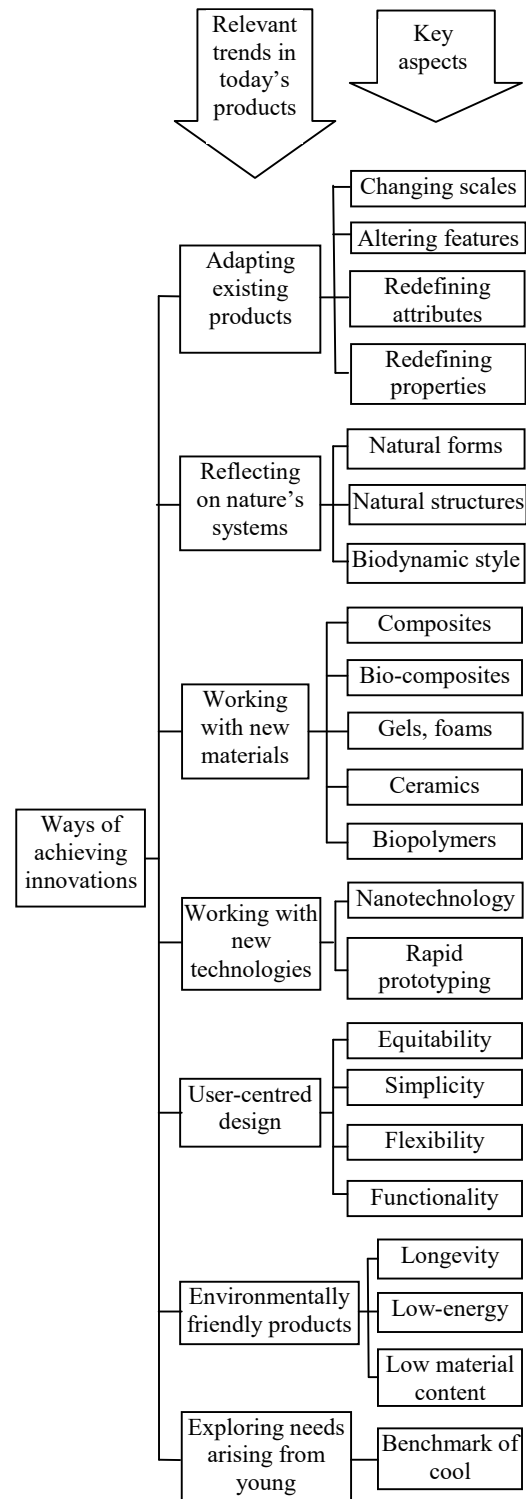 Relevant
trends in
today's
products
Key
aspects
Ways of
achieving
innovations
Adapting
existing
products
Changing scales
Altering features
Redefining
attributes
Redefining
properties
Reflecting
on nature's
systems
Natural forms
Natural structures
Biodynamic style
Working
with new
materials
Composites
Bio-composites
Gels, foams
Ceramics
Biopolymers
Working with
new
technologies
Nanotechnology
Rapid
prototyping
User-centred
design
Equitability
Simplicity
Flexibility
Functionality
Environmentally
friendly products
Longevity
Low-energy
Low material
content
Exploring needs
arising from
young
Benchmark of
cool